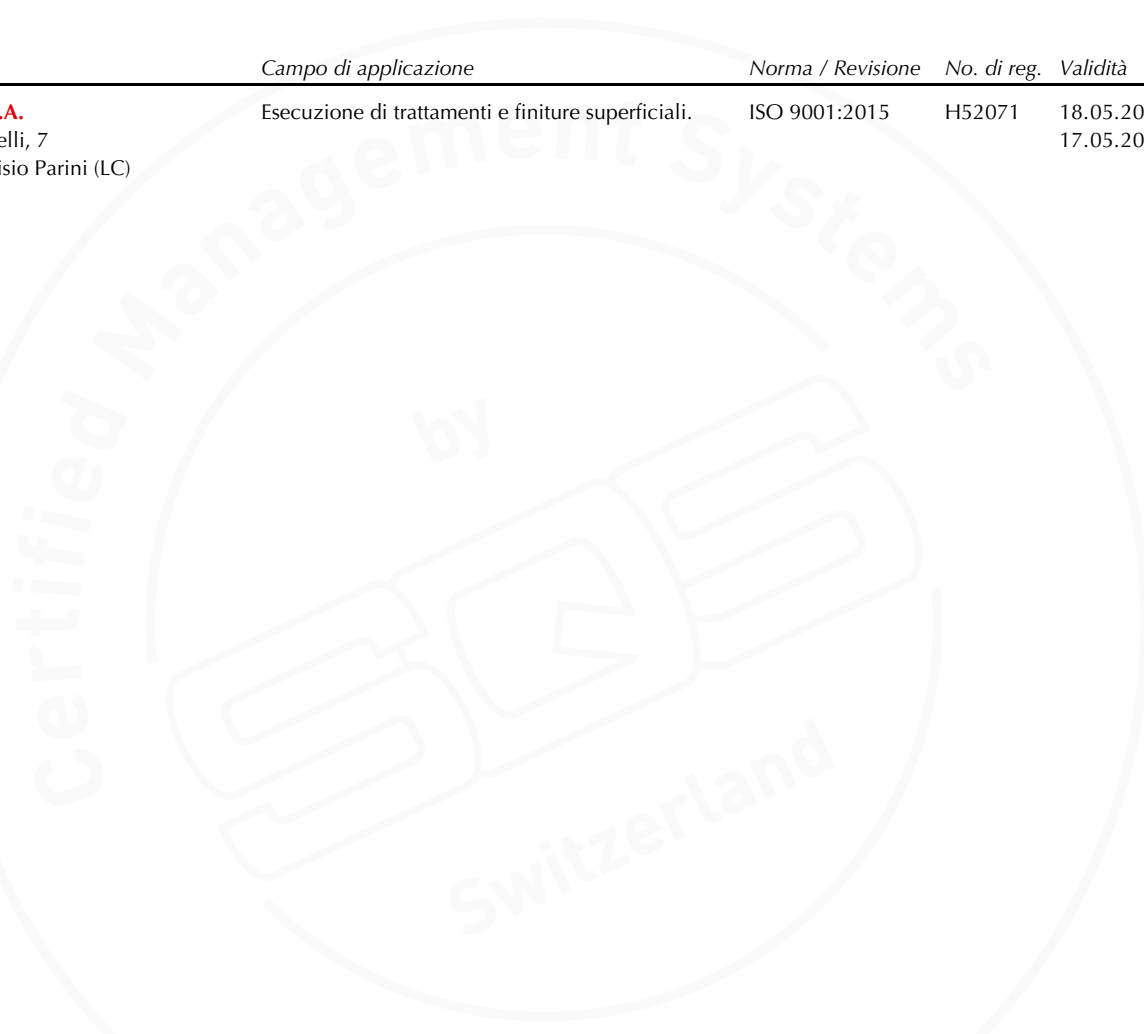 Campo di applicazione Norma / Revisione No. di reg. Validità
.A. Esecuzione di trattamenti e finiture superficiali. ISO 9001:2015 H52071 18.05.20
elli, 7 17.05.20
isio Parini (LC)
Certified Management Systems
by
SQS
Switzerland